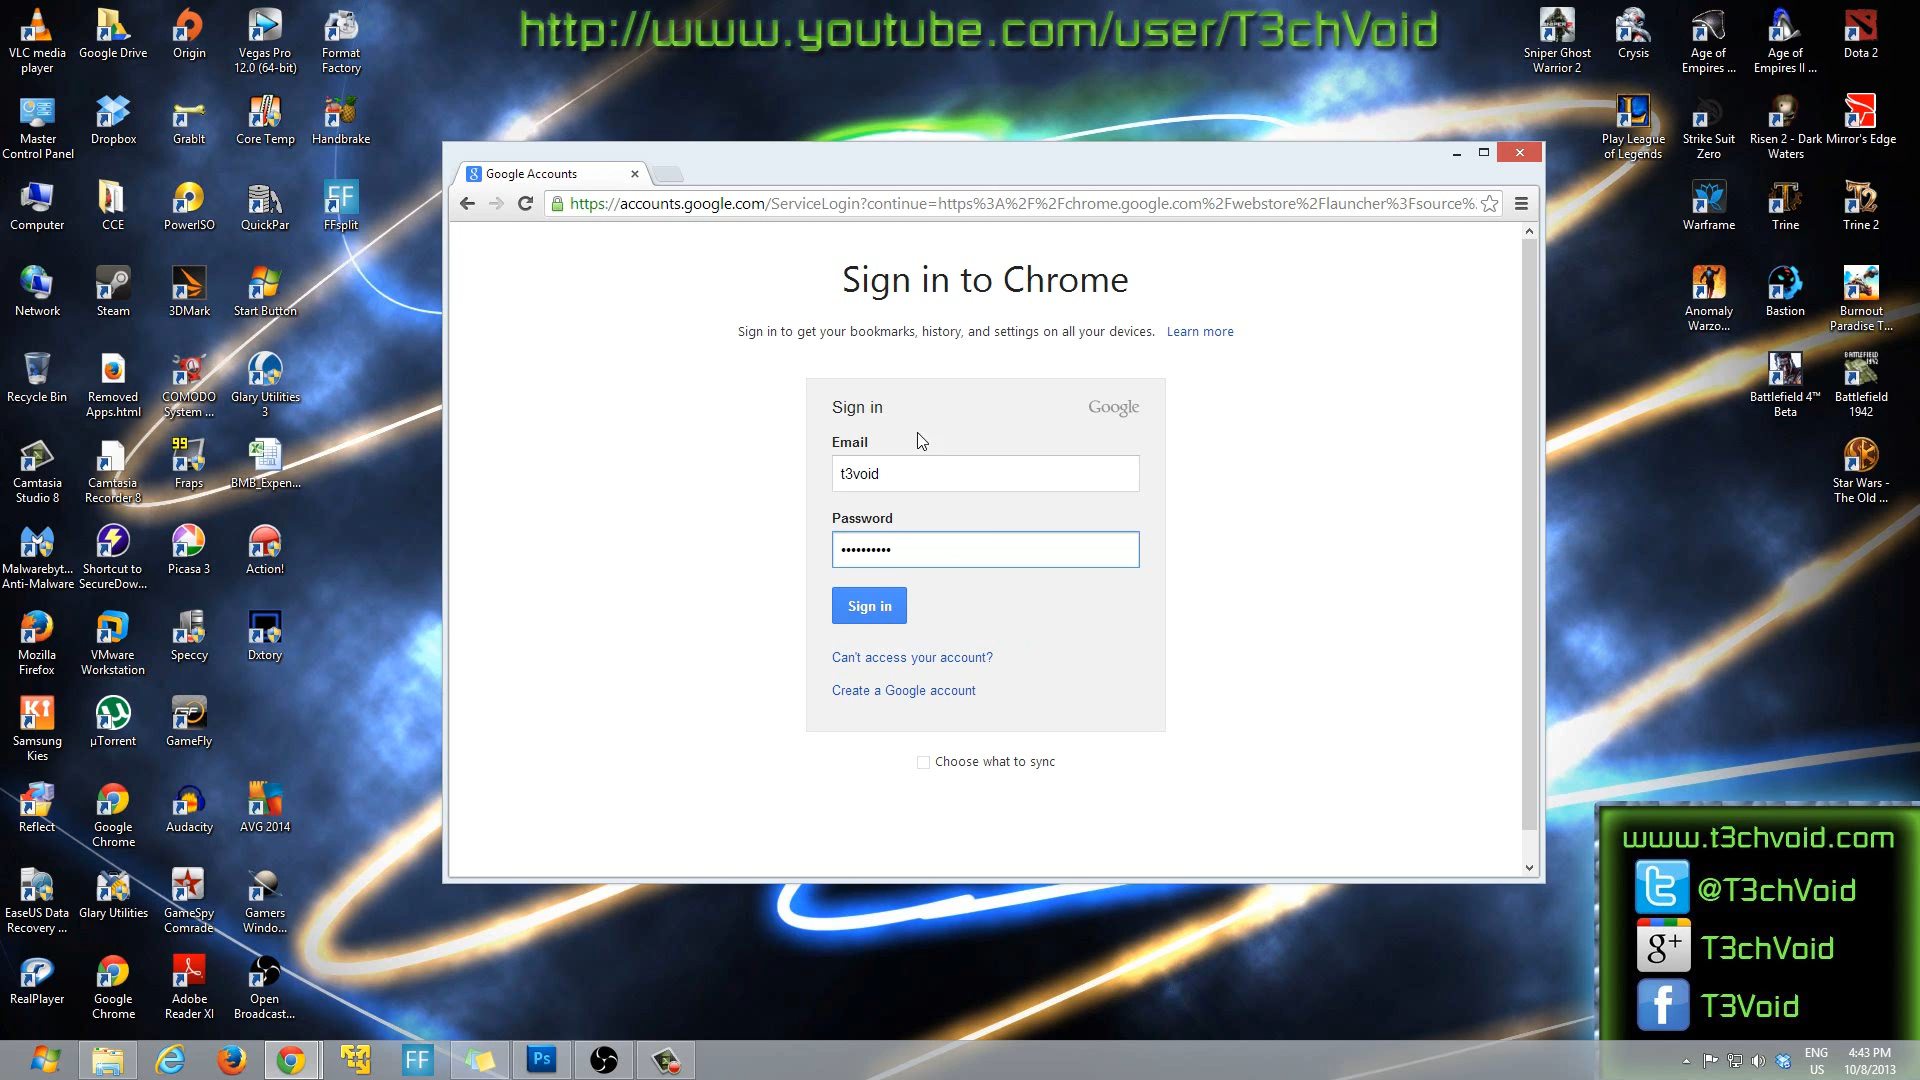 http://www.youtube.com/user/T3chVoid
VLC media player
Google Drive
Origin
Vegas Pro 12.0 (64-bit)
Format Factory
Master Control Panel
Dropbox
GrabIt
Core Temp
Handbrake
Computer
CCE
PowerISO
QuickPar
FF
FFsplit
Network
Steam
3DMark
Start Button
Recycle Bin
Removed Apps.html
COMODO System ...
Glary Utilities 3
Camtasia Studio 8
Camtasia Recorder 8
99
Fraps
BMB_Expen...
Malwarebyt... Anti-Malware
Shortcut to SecureDow...
Picasa 3
Action!
Mozilla Firefox
VMware Workstation
Speccy
Dxtory
Samsung Kies
µTorrent
GameFly
Reflect
Google Chrome
Audacity
AVG 2014
EaseUS Data Recovery ...
Glary Utilities
GameSpy Comrade
Gamers Windo...
RealPlayer
Google Chrome
Adobe Reader XI
Open Broadcast...
Sniper Ghost Warrior 2
Crysis
Age of Empires ...
Age of Empires II ...
Dota 2
Play League of Legends
Strike Suit Zero
Risen 2 - Dark Waters
Mirror's Edge
Warframe
Trine
Trine 2
Anomaly Warzo...
Bastion
Burnout Paradise T...
Battlefield 4™ Beta
Battlefield 1942
Star Wars - The Old ...
Google Accounts
https://accounts.google.com/ServiceLogin?continue=https%3A%2F%2Fchrome.google.com%2Fwebstore%2Flauncher%3Fsource%.
Sign in to Chrome
Sign in to get your bookmarks, history, and settings on all your devices. Learn more
Sign in Google
Email
t3void
Password
••••••••••
Sign in
Can't access your account?
Create a Google account
Choose what to sync
www.t3chvoid.com
@T3chVoid
g+ T3chVoid
f T3Void
FF
Ps
ENG
US
4:43 PM
10/8/2013